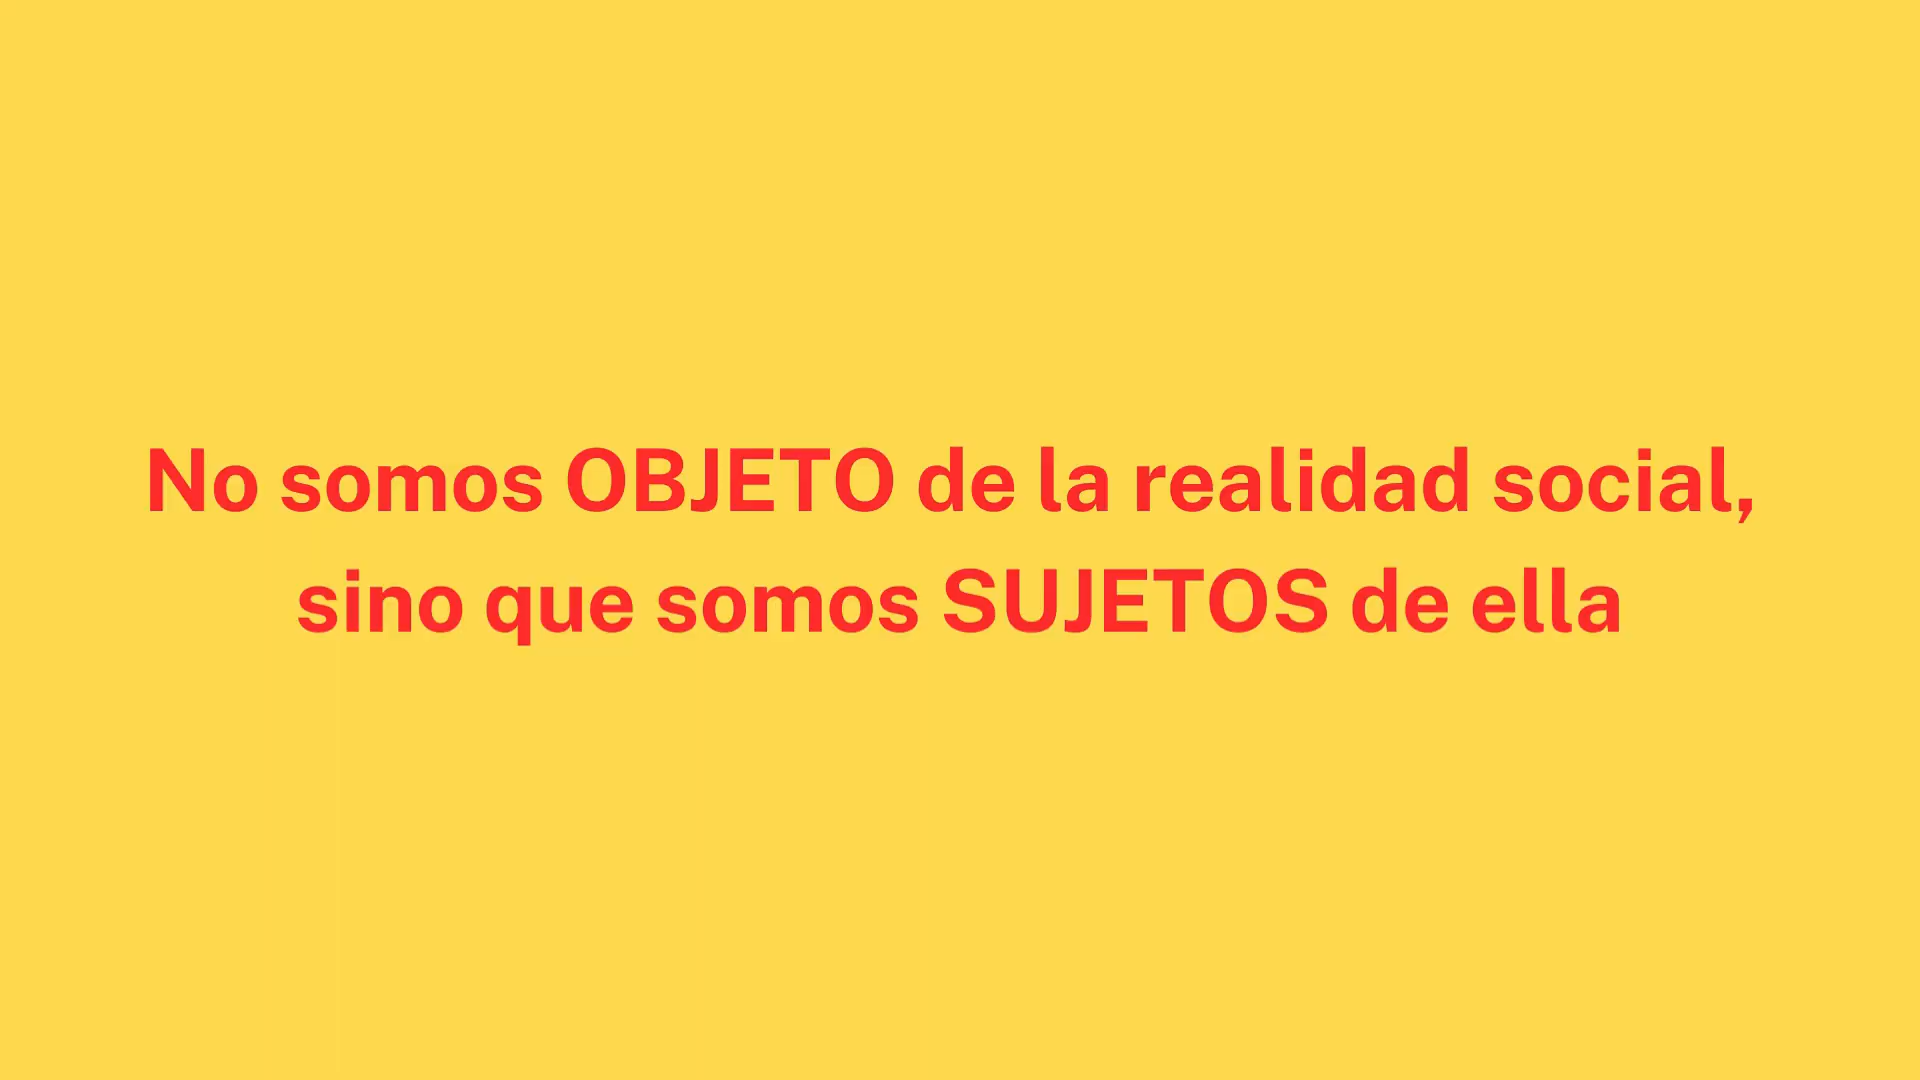 No somos OBJETO de la realidad social,
sino que somos SUJETOS de ella